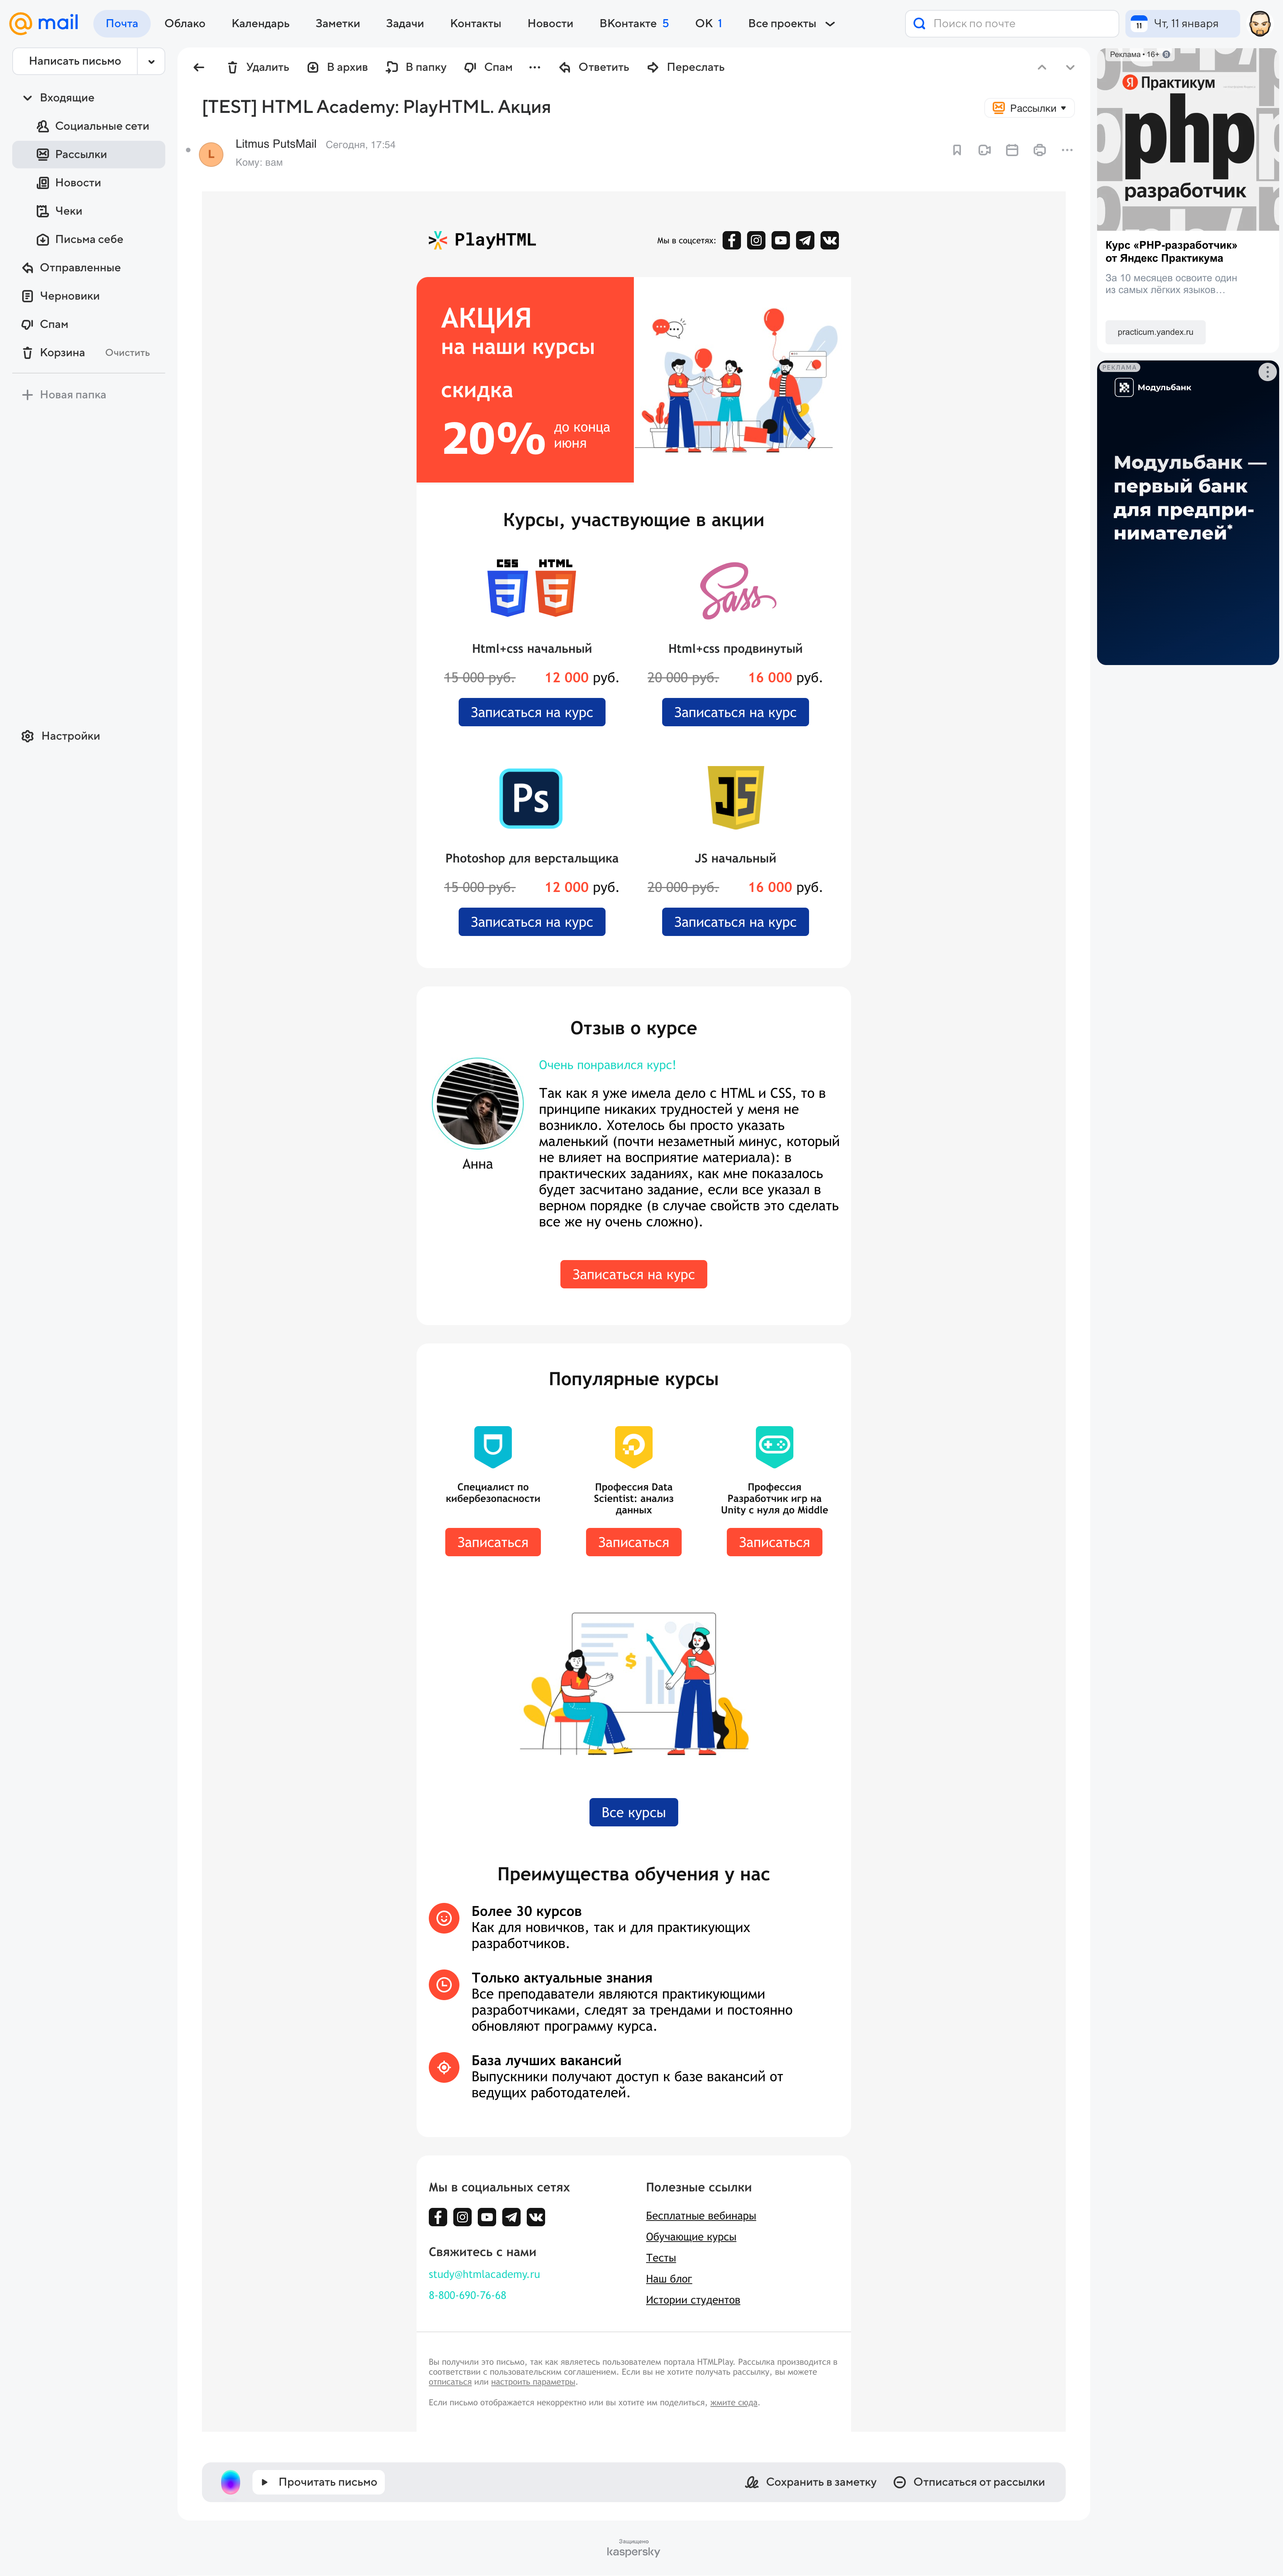 mail
Почта
Облако
Календарь
Заметки
Задачи
Контакты
Новости
ВКонтакте 5
ОК 1
Все проекты
Поиск по почте
11
Чт, 11 января
Написать письмо
Входящие
Социальные сети
Рассылки
Новости
Чеки
Письма себе
Отправленные
Черновики
Спам
Корзина Очистить
Новая папка
Настройки
Удалить
В архив
В папку
Спам
Ответить
Переслать
[TEST] HTML Academy: PlayHTML. Акция
Рассылки
L
Litmus PutsMail Сегодня, 17:54
Кому: вам
PlayHTML
Мы в соцсетях:
АКЦИЯ
на наши курсы
скидка
20% до конца
июня
Курсы, участвующие в акции
CSS HTML
3 5
Sass
Html+css начальный
Html+css продвинутый
15 000 руб. 12 000 руб.
20 000 руб. 16 000 руб.
Записаться на курс
Записаться на курс
Ps
JS
Photoshop для верстальщика
JS начальный
15 000 руб. 12 000 руб.
20 000 руб. 16 000 руб.
Записаться на курс
Записаться на курс
Отзыв о курсе
Анна
Очень понравился курс!
Так как я уже имела дело с HTML и CSS, то в
принципе никаких трудностей у меня не
возникло. Хотелось бы просто указать
маленький (почти незаметный минус, который
не влияет на восприятие материала): в
практических заданиях, как мне показалось
будет засчитано задание, если все указал в
верном порядке (в случае свойств это сделать
все же ну очень сложно).
Записаться на курс
Популярные курсы
Специалист по
кибербезопасности
Профессия Data
Scientist: анализ
данных
Профессия
Разработчик игр на
Unity с нуля до Middle
Записаться
Записаться
Записаться
$
Все курсы
Преимущества обучения у нас
Более 30 курсов
Как для новичков, так и для практикующих
разработчиков.
Только актуальные знания
Все преподаватели являются практикующими
разработчиками, следят за трендами и постоянно
обновляют программу курса.
База лучших вакансий
Выпускники получают доступ к базе вакансий от
ведущих работодателей.
Мы в социальных сетях
Свяжитесь с нами
study@htmlacademy.ru
8-800-690-76-68
Полезные ссылки
Бесплатные вебинары
Обучающие курсы
Тесты
Наш блог
Истории студентов
Вы получили это письмо, так как являетесь пользователем портала HTMLPlay. Рассылка производится в
соответствии с пользовательским соглашением. Если вы не хотите получать рассылку, вы можете
отписаться или настроить параметры.
Если письмо отображается некорректно или вы хотите им поделиться, жмите сюда.
Прочитать письмо
Сохранить в заметку
Отписаться от рассылки
Защищено
kaspersky
Реклама • 16+
Я Практикум
php
разработчик
Курс «PHP-разработчик»
от Яндекс Практикума
За 10 месяцев освоите один
из самых лёгких языков…
practicum.yandex.ru
РЕКЛАМА
Модульбанк
Модульбанк —
первый банк
для предпри-
нимателей*